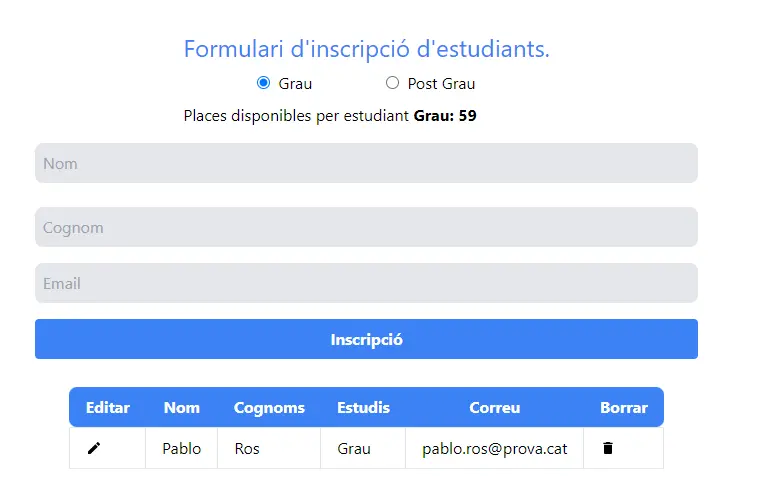 Formulari d'inscripció d'estudiants.
Grau Post Grau
Places disponibles per estudiant Grau: 59
Nom
Cognom
Email
Inscripció
Editar Nom Cognoms Estudis Correu Borrar
Pablo Ros Grau pablo.ros@prova.cat